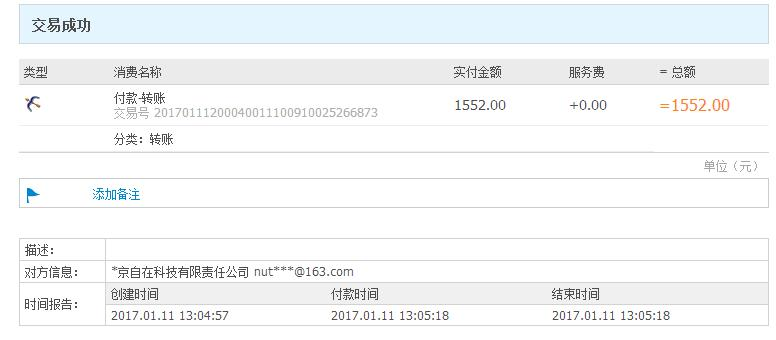 交易成功
类型 消费名称 实付金额 服务费 = 总额
付款-转账 1552.00 +0.00 =1552.00
交易号 20170111200040011100910025266873
分类：转账
单位（元）
添加备注
描述：
对方信息： *京自在科技有限责任公司 nut***@163.com
时间报告： 创建时间 付款时间 结束时间
2017.01.11 13:04:57 2017.01.11 13:05:18 2017.01.11 13:05:18